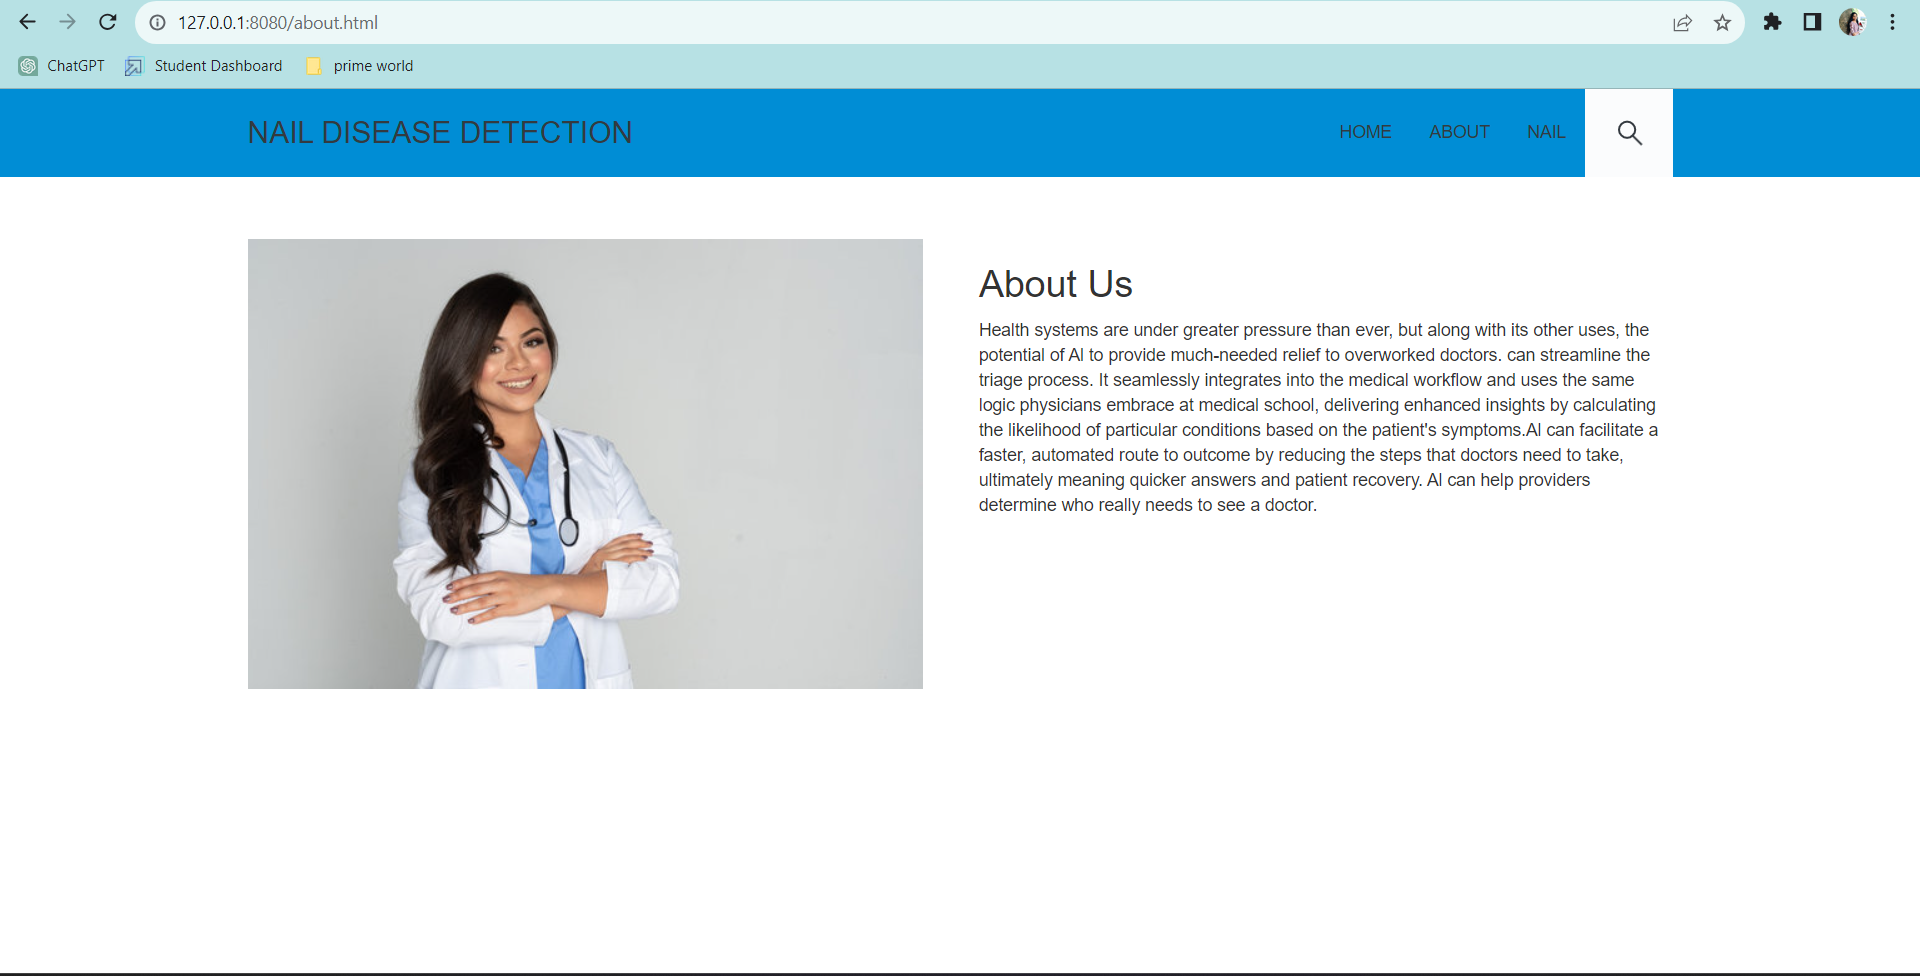 127.0.0.1:8080/about.html
ChatGPT Student Dashboard prime world
NAIL DISEASE DETECTION HOME ABOUT NAIL
About Us
Health systems are under greater pressure than ever, but along with its other uses, the
potential of AI to provide much-needed relief to overworked doctors. can streamline the
triage process. It seamlessly integrates into the medical workflow and uses the same
logic physicians embrace at medical school, delivering enhanced insights by calculating
the likelihood of particular conditions based on the patient's symptoms.AI can facilitate a
faster, automated route to outcome by reducing the steps that doctors need to take,
ultimately meaning quicker answers and patient recovery. AI can help providers
determine who really needs to see a doctor.